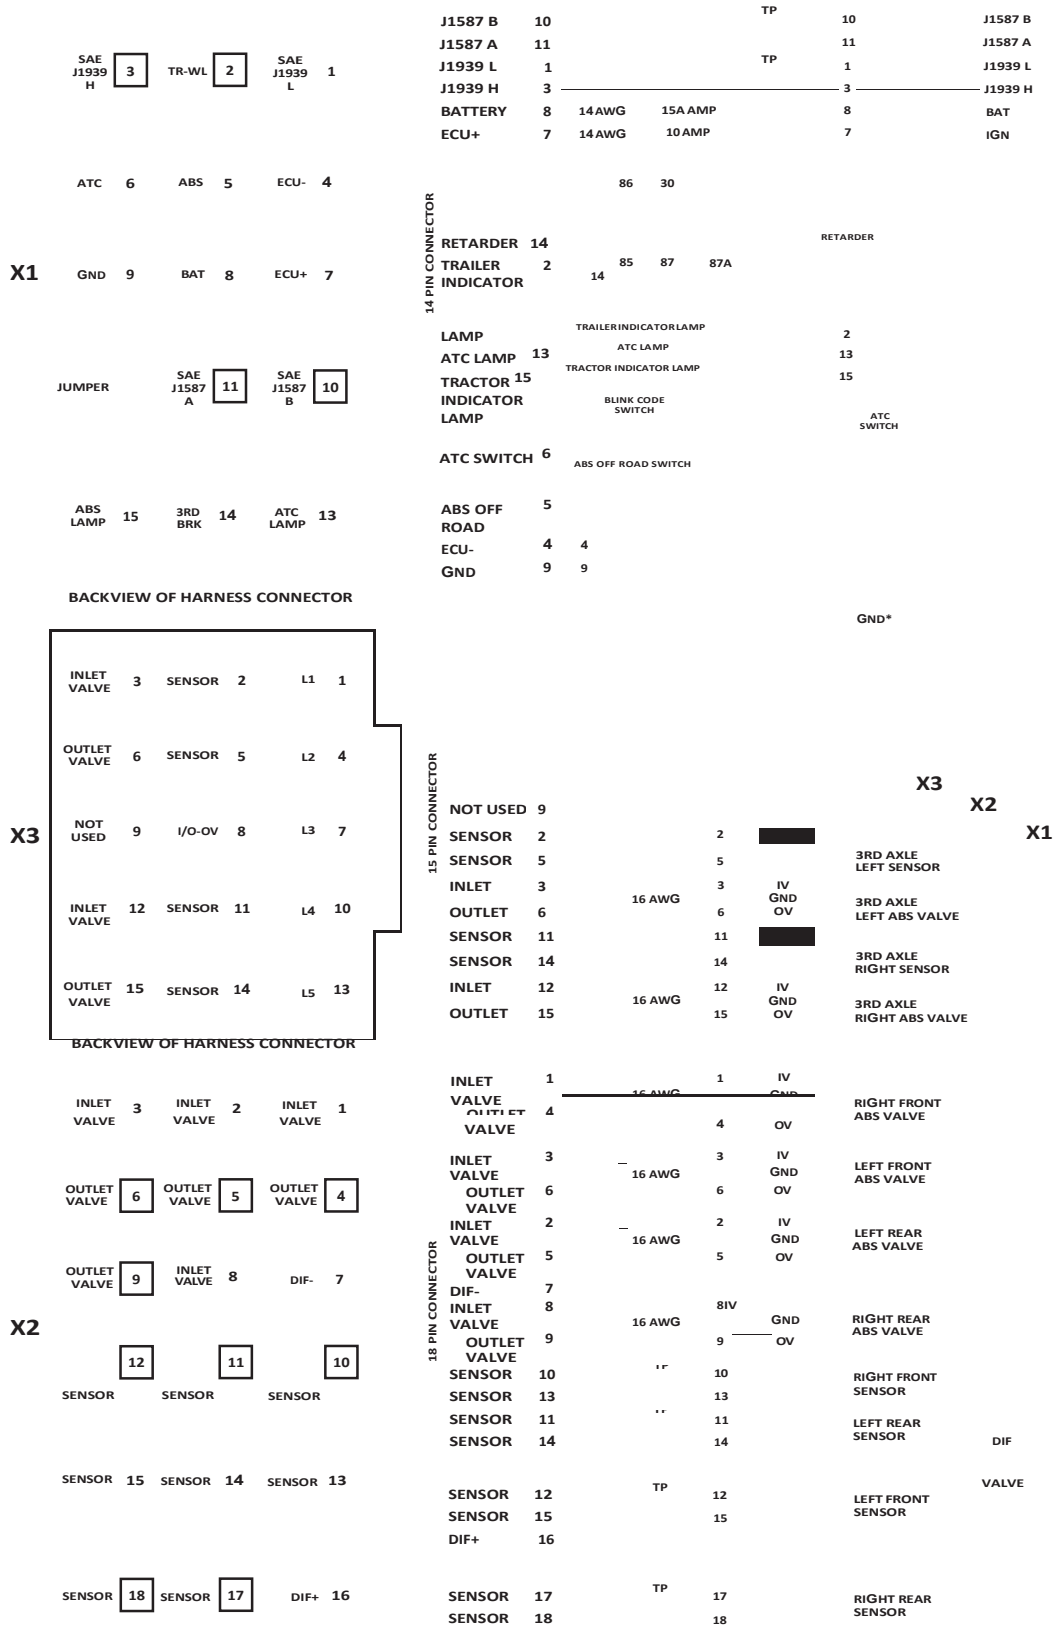 SAE J1939 H 3 TR-WL 2 SAE J1939 L 1
ATC 6 ABS 5 ECU- 4
X1 GND 9 BAT 8 ECU+ 7
JUMPER SAE J1587 A 11 SAE J1587 B 10
ABS LAMP 15 3RD BRK 14 ATC LAMP 13
BACKVIEW OF HARNESS CONNECTOR
INLET VALVE 3 SENSOR 2 L1 1
OUTLET VALVE 6 SENSOR 5 L2 4
X3 NOT USED 9 I/O-OV 8 L3 7
INLET VALVE 12 SENSOR 11 L4 10
OUTLET VALVE 15 SENSOR 14 L5 13
BACKVIEW OF HARNESS CONNECTOR
INLET VALVE 3 INLET VALVE 2 INLET VALVE 1
OUTLET VALVE 6 OUTLET VALVE 5 OUTLET VALVE 4
OUTLET VALVE 9 INLET VALVE 8 DIF- 7
X2
12 11 10
SENSOR SENSOR SENSOR
SENSOR 15 SENSOR 14 SENSOR 13
SENSOR 18 SENSOR 17 DIF+ 16
14 PIN CONNECTOR
J1587 B 10 TP 10 J1587 B
J1587 A 11 11 J1587 A
J1939 L 1 TP 1 J1939 L
J1939 H 3 3 J1939 H
BATTERY 8 14 AWG 15A AMP 8 BAT
ECU+ 7 14 AWG 10 AMP 7 IGN
86 30
RETARDER 14 RETARDER
TRAILER 2 85 87 87A
INDICATOR 14
LAMP TRAILER INDICATOR LAMP 2
ATC LAMP 13 ATC LAMP 13
TRACTOR 15 TRACTOR INDICATOR LAMP 15
INDICATOR BLINK CODE
LAMP SWITCH
ATC
SWITCH
ATC SWITCH 6 ABS OFF ROAD SWITCH
ABS OFF 5
ROAD
ECU- 4 4
GND 9 9
GND*
X3
X2
X1
15 PIN CONNECTOR
NOT USED 9
SENSOR 2 2
SENSOR 5 5 3RD AXLE LEFT SENSOR
INLET 3 3 IV
16 AWG GND 3RD AXLE LEFT ABS VALVE
OUTLET 6 6 OV
SENSOR 11 11
SENSOR 14 14 3RD AXLE RIGHT SENSOR
INLET 12 12 IV
16 AWG GND 3RD AXLE RIGHT ABS VALVE
OUTLET 15 15 OV
18 PIN CONNECTOR
INLET 1 1 IV
VALVE 16 AWG GND RIGHT FRONT ABS VALVE
OUTLET 4
VALVE 4 OV
INLET 3 3 IV
VALVE 16 AWG GND LEFT FRONT ABS VALVE
OUTLET 6 6 OV
VALVE
INLET 2 2 IV
VALVE 16 AWG GND LEFT REAR ABS VALVE
OUTLET 5 5 OV
VALVE
DIF- 7
INLET 8 8IV
VALVE 16 AWG GND RIGHT REAR ABS VALVE
OUTLET 9 9 OV
VALVE
SENSOR 10 10 RIGHT FRONT SENSOR
SENSOR 13 13
SENSOR 11 11 LEFT REAR SENSOR
SENSOR 14 14 DIF
VALVE
SENSOR 12 TP 12 LEFT FRONT SENSOR
SENSOR 15 15
DIF+ 16
SENSOR 17 TP 17 RIGHT REAR SENSOR
SENSOR 18 18